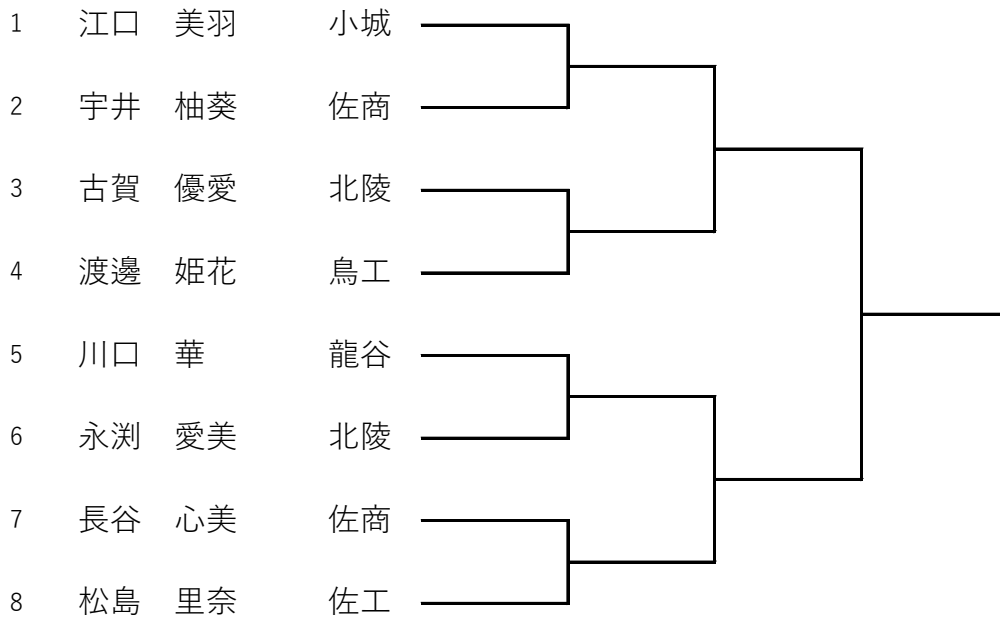 1 江口 美羽 小城
2 宇井 柚葵 佐商
3 古賀 優愛 北陵
4 渡邊 姫花 鳥工
5 川口 華 龍谷
6 永渕 愛美 北陵
7 長谷 心美 佐商
8 松島 里奈 佐工